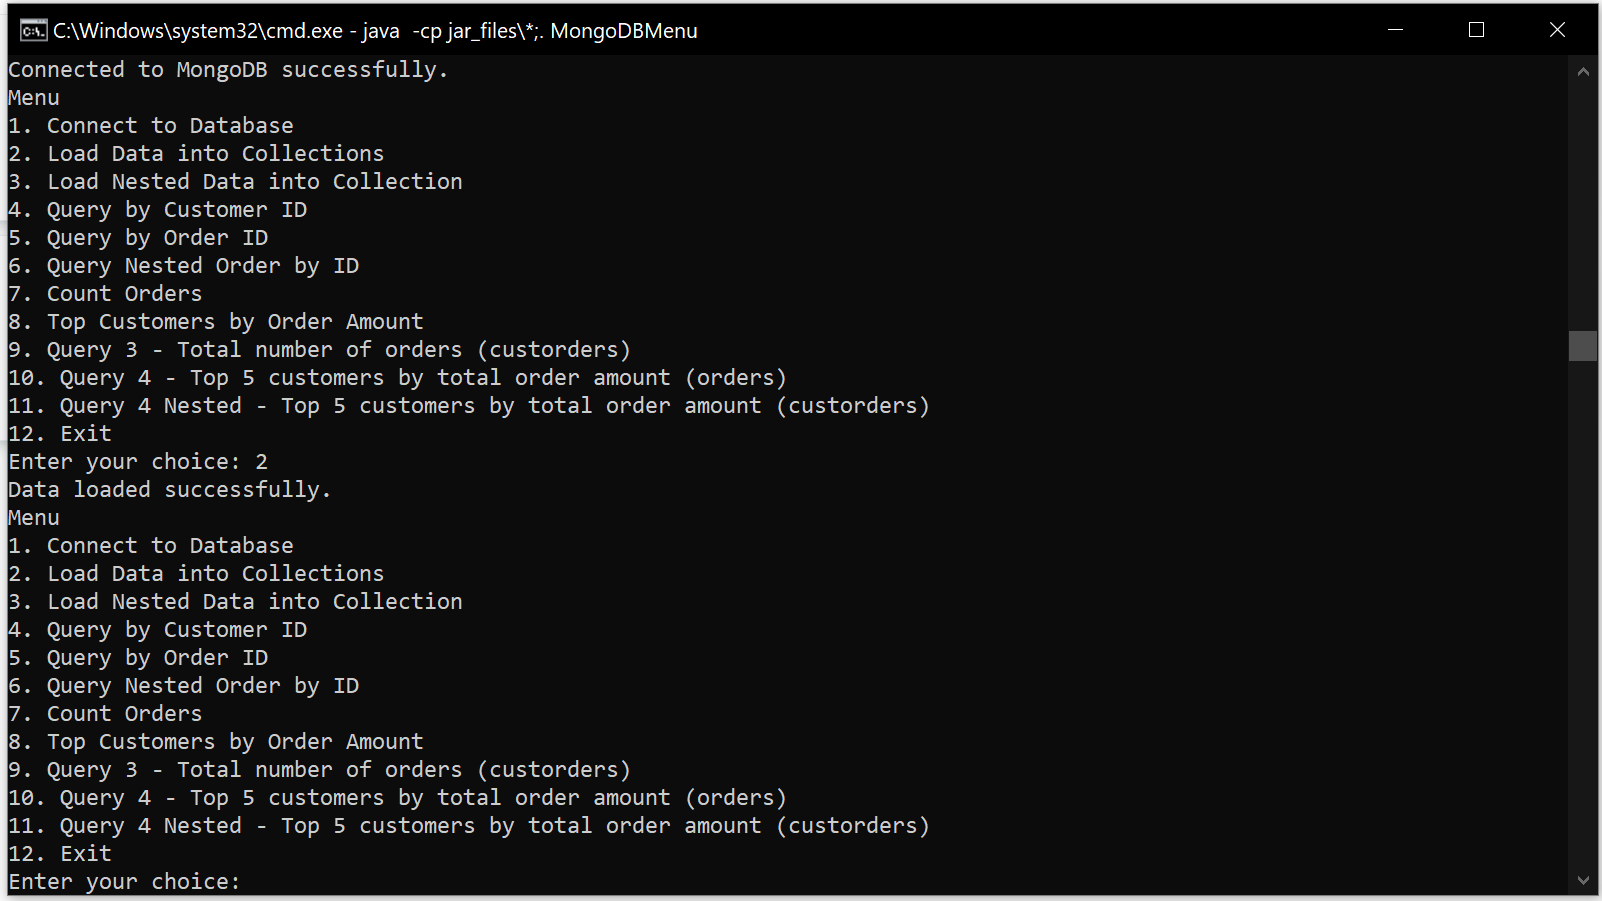 C:\Windows\system32\cmd.exe - java  -cp jar_files\*;. MongoDBMenu
Connected to MongoDB successfully.
Menu
1. Connect to Database
2. Load Data into Collections
3. Load Nested Data into Collection
4. Query by Customer ID
5. Query by Order ID
6. Query Nested Order by ID
7. Count Orders
8. Top Customers by Order Amount
9. Query 3 - Total number of orders (custorders)
10. Query 4 - Top 5 customers by total order amount (orders)
11. Query 4 Nested - Top 5 customers by total order amount (custorders)
12. Exit
Enter your choice: 2
Data loaded successfully.
Menu
1. Connect to Database
2. Load Data into Collections
3. Load Nested Data into Collection
4. Query by Customer ID
5. Query by Order ID
6. Query Nested Order by ID
7. Count Orders
8. Top Customers by Order Amount
9. Query 3 - Total number of orders (custorders)
10. Query 4 - Top 5 customers by total order amount (orders)
11. Query 4 Nested - Top 5 customers by total order amount (custorders)
12. Exit
Enter your choice: